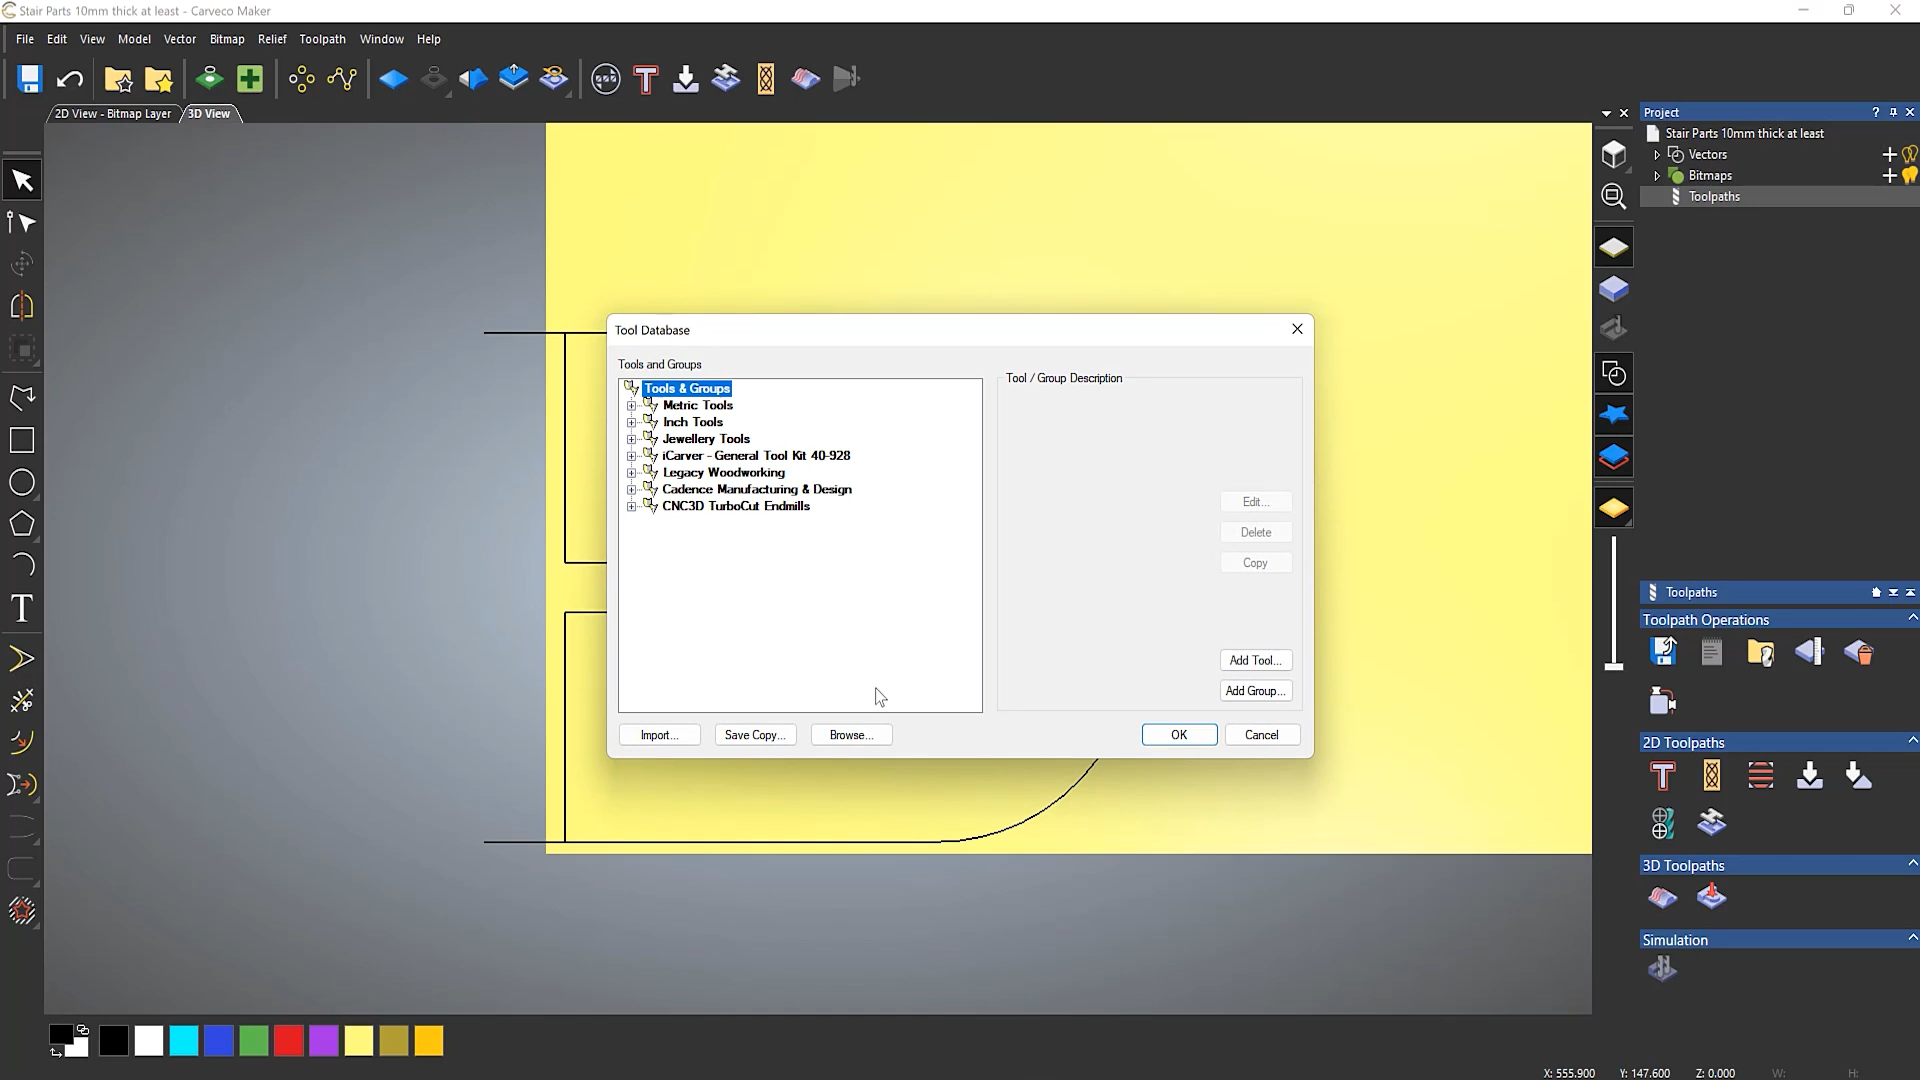 Stair Parts 10mm thick at least - Carveco Maker
File Edit View Model Vector Bitmap Relief Toolpath Window Help
2D View - Bitmap Layer 3D View
Project
Stair Parts 10mm thick at least
Vectors
Bitmaps
Toolpaths
Tool Database
Tools and Groups
Tools & Groups
Metric Tools
Inch Tools
Jewellery Tools
iCarver - General Tool Kit 40-928
Legacy Woodworking
Cadence Manufacturing & Design
CNC3D TurboCut Endmills
Tool / Group Description
Edit...
Delete
Copy
Add Tool...
Add Group...
Import... Save Copy... Browse... OK Cancel
Toolpaths
Toolpath Operations
2D Toolpaths
3D Toolpaths
Simulation
X: 555.900 Y: 147.600 Z: 0.000 W: H: